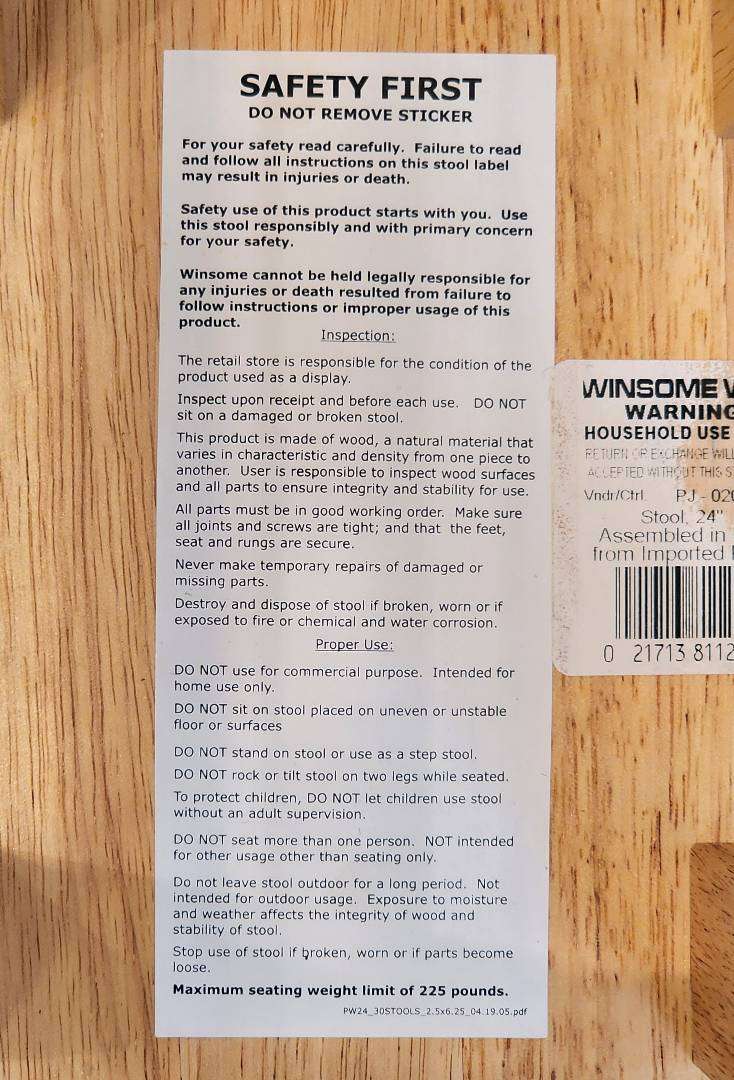 SAFETY FIRST
DO NOT REMOVE STICKER
For your safety read carefully. Failure to read
and follow all instructions on this stool label
may result in injuries or death.
Safety use of this product starts with you. Use
this stool responsibly and with primary concern
for your safety.
Winsome cannot be held legally responsible for
any injuries or death resulted from failure to
follow instructions or improper usage of this
product.
Inspection:
The retail store is responsible for the condition of the
product used as a display.
Inspect upon receipt and before each use. DO NOT
sit on a damaged or broken stool.
This product is made of wood, a natural material that
varies in characteristic and density from one piece to
another. User is responsible to inspect wood surfaces
and all parts to ensure integrity and stability for use.
All parts must be in good working order. Make sure
all joints and screws are tight; and that the feet,
seat and rungs are secure.
Never make temporary repairs of damaged or
missing parts.
Destroy and dispose of stool if broken, worn or if
exposed to fire or chemical and water corrosion.
Proper Use:
DO NOT use for commercial purpose. Intended for
home use only.
DO NOT sit on stool placed on uneven or unstable
floor or surfaces
DO NOT stand on stool or use as a step stool.
DO NOT rock or tilt stool on two legs while seated.
To protect children, DO NOT let children use stool
without an adult supervision.
DO NOT seat more than one person. NOT intended
for other usage other than seating only.
Do not leave stool outdoor for a long period. Not
intended for outdoor usage. Exposure to moisture
and weather affects the integrity of wood and
stability of stool.
Stop use of stool if broken, worn or if parts become
loose.
Maximum seating weight limit of 225 pounds.
PW24_30STOOLS_2.5x6.25_04.19.05.pdf
WINSOME
WARNING
HOUSEHOLD USE
RETURN OR EXCHANGE WILL
ACCEPTED WITHOUT THIS S
Vndr/Ctrl. PJ - 020
Stool, 24"
Assembled in
from Imported
0 21713 8112